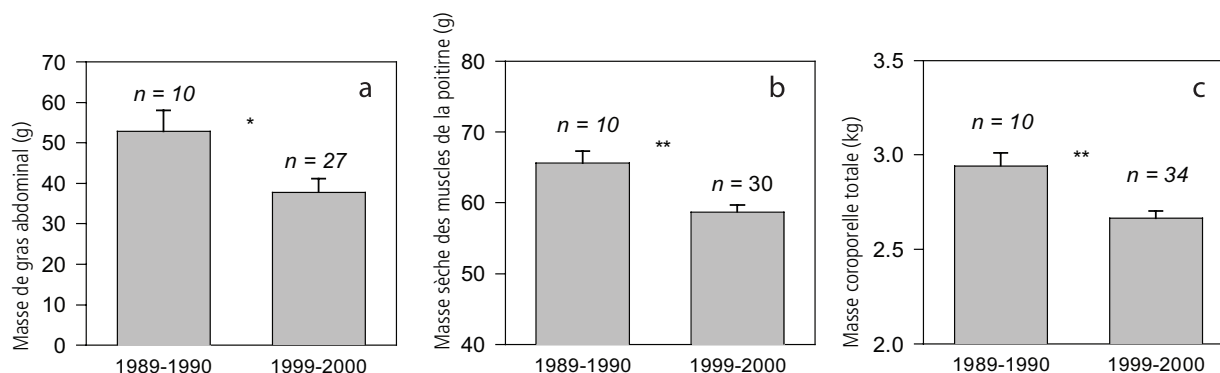 Masse de gras abdominal (g)
70
60
50
40
30
20
10
0
a
n = 10
*
n = 27
1989-1990
1999-2000
Masse sèche des muscles de la poitirne (g)
80
70
60
50
40
b
n = 10
**
n = 30
1989-1990
1999-2000
Masse coroporelle totale (kg)
3.5
3.0
2.5
2.0
c
n = 10
**
n = 34
1989-1990
1999-2000